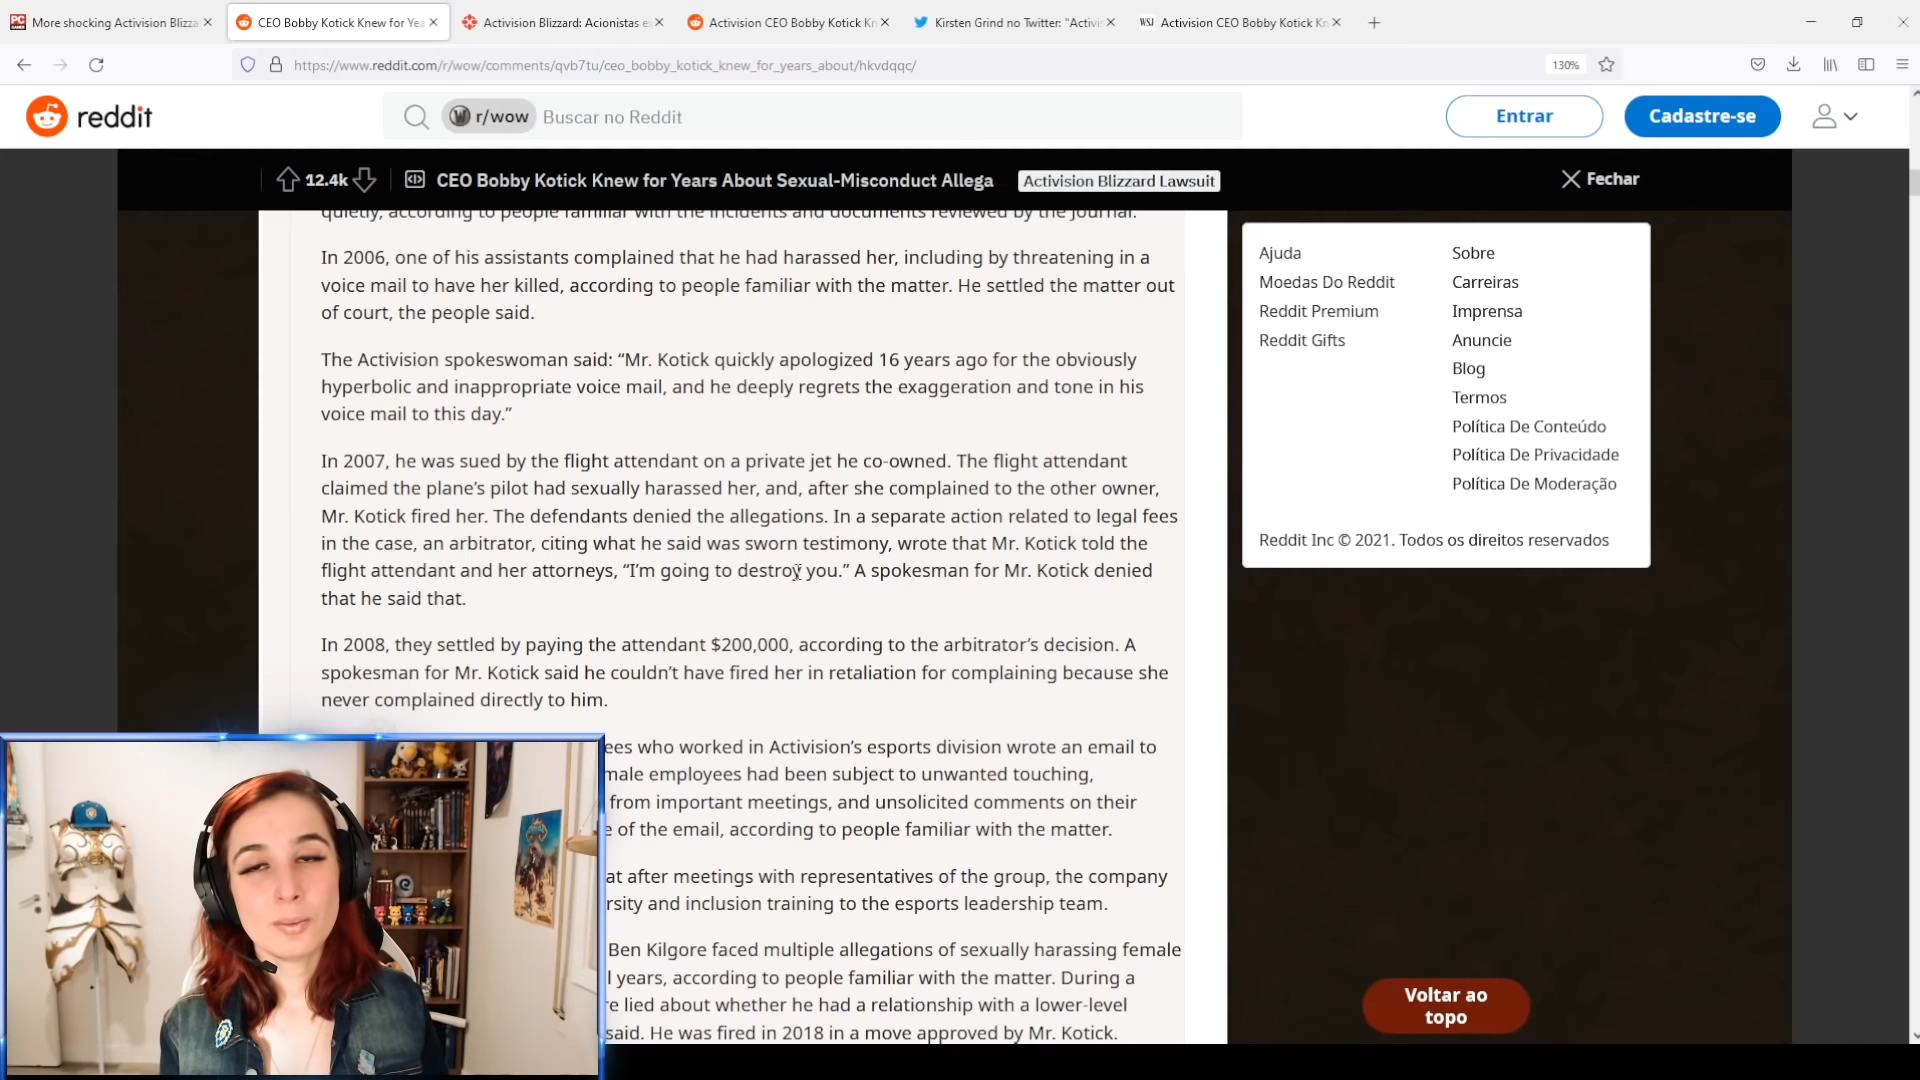 More shocking Activision Blizza
CEO Bobby Kotick Knew for Yea
Activision Blizzard: Acionistas e
Activision CEO Bobby Kotick Kn
Kirsten Grind no Twitter: "Activi
WSJ Activision CEO Bobby Kotick Kn
https://www.reddit.com/r/wow/comments/qvb7tu/ceo_bobby_kotick_knew_for_years_about/hkvdqqc/
130%
reddit
r/wow
Buscar no Reddit
Entrar
Cadastre-se
12.4k
CEO Bobby Kotick Knew for Years About Sexual-Misconduct Allega
Activision Blizzard Lawsuit
Fechar
quietly, according to people familiar with the incidents and documents reviewed by the Journal.
In 2006, one of his assistants complained that he had harassed her, including by threatening in a
voice mail to have her killed, according to people familiar with the matter. He settled the matter out
of court, the people said.
The Activision spokeswoman said: “Mr. Kotick quickly apologized 16 years ago for the obviously
hyperbolic and inappropriate voice mail, and he deeply regrets the exaggeration and tone in his
voice mail to this day.”
In 2007, he was sued by the flight attendant on a private jet he co-owned. The flight attendant
claimed the plane’s pilot had sexually harassed her, and, after she complained to the other owner,
Mr. Kotick fired her. The defendants denied the allegations. In a separate action related to legal fees
in the case, an arbitrator, citing what he said was sworn testimony, wrote that Mr. Kotick told the
flight attendant and her attorneys, “I’m going to destroy you.” A spokesman for Mr. Kotick denied
that he said that.
In 2008, they settled by paying the attendant $200,000, according to the arbitrator’s decision. A
spokesman for Mr. Kotick said he couldn’t have fired her in retaliation for complaining because she
never complained directly to him.
ees who worked in Activision’s esports division wrote an email to
male employees had been subject to unwanted touching,
from important meetings, and unsolicited comments on their
e of the email, according to people familiar with the matter.
at after meetings with representatives of the group, the company
rsity and inclusion training to the esports leadership team.
Ben Kilgore faced multiple allegations of sexually harassing female
l years, according to people familiar with the matter. During a
re lied about whether he had a relationship with a lower-level
said. He was fired in 2018 in a move approved by Mr. Kotick.
Ajuda
Moedas Do Reddit
Reddit Premium
Reddit Gifts
Sobre
Carreiras
Imprensa
Anuncie
Blog
Termos
Política De Conteúdo
Política De Privacidade
Política De Moderação
Reddit Inc © 2021. Todos os direitos reservados
Voltar ao
topo